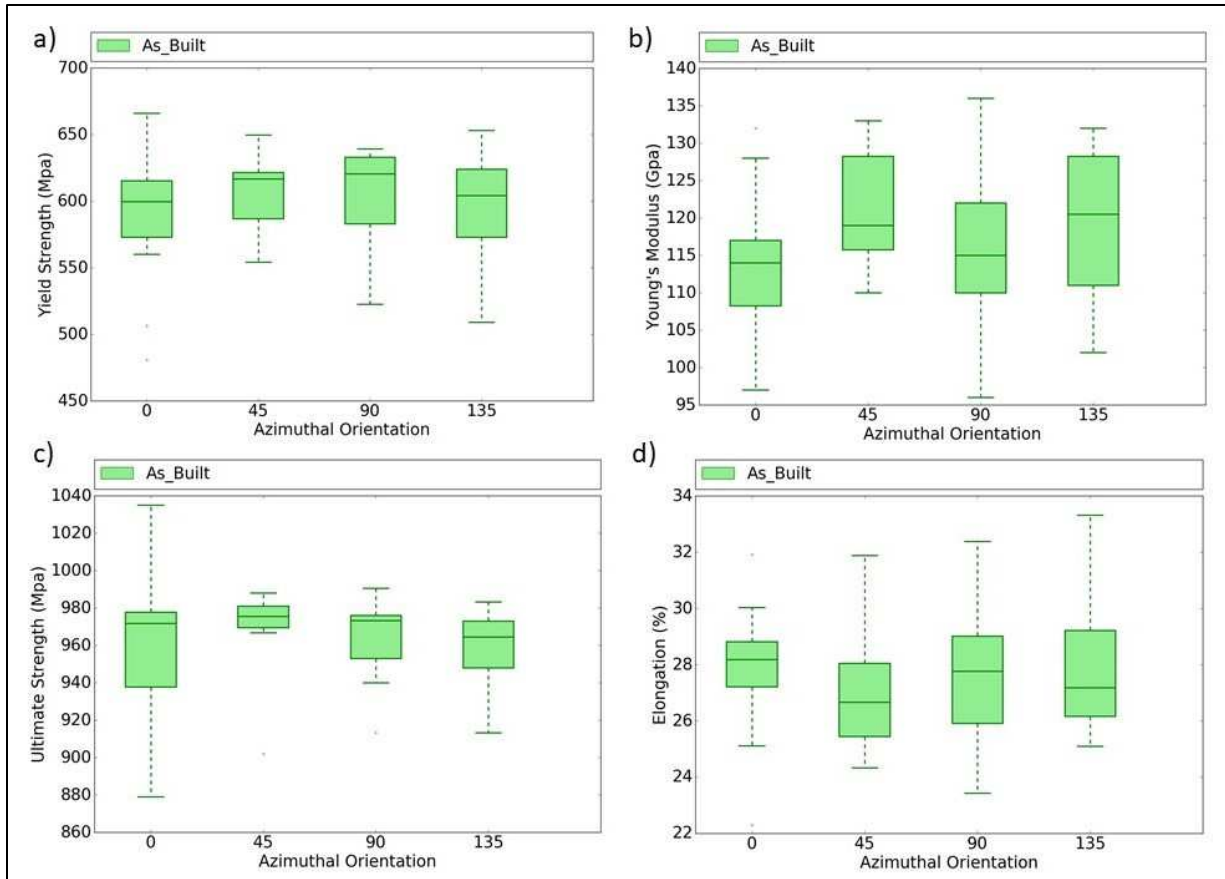 a)
As_Built
700
650
600
550
500
450
Yield Strength (Mpa)
0 45 90 135
Azimuthal Orientation
b)
As_Built
140
135
130
125
120
115
110
105
100
95
Young's Modulus (Gpa)
0 45 90 135
Azimuthal Orientation
c)
As_Built
1040
1020
1000
980
960
940
920
900
880
860
Ultimate Strength (Mpa)
0 45 90 135
Azimuthal Orientation
d)
As_Built
34
32
30
28
26
24
22
Elongation (%)
0 45 90 135
Azimuthal Orientation